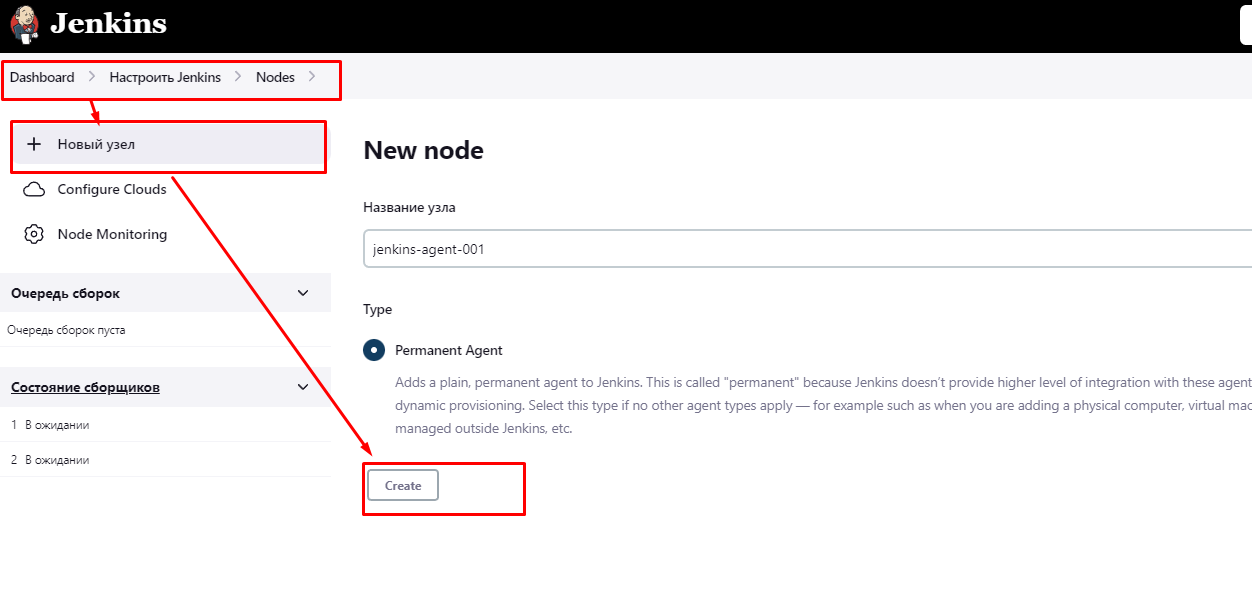 Jenkins
Dashboard
Настроить Jenkins
Nodes
Новый узел
Configure Clouds
Node Monitoring
Очередь сборок
Очередь сборок пуста
Состояние сборщиков
1 В ожидании
2 В ожидании
New node
Название узла
jenkins-agent-001
Type
Permanent Agent
Adds a plain, permanent agent to Jenkins. This is called "permanent" because Jenkins doesn’t provide higher level of integration with these agent
dynamic provisioning. Select this type if no other agent types apply — for example such as when you are adding a physical computer, virtual mac
managed outside Jenkins, etc.
Create